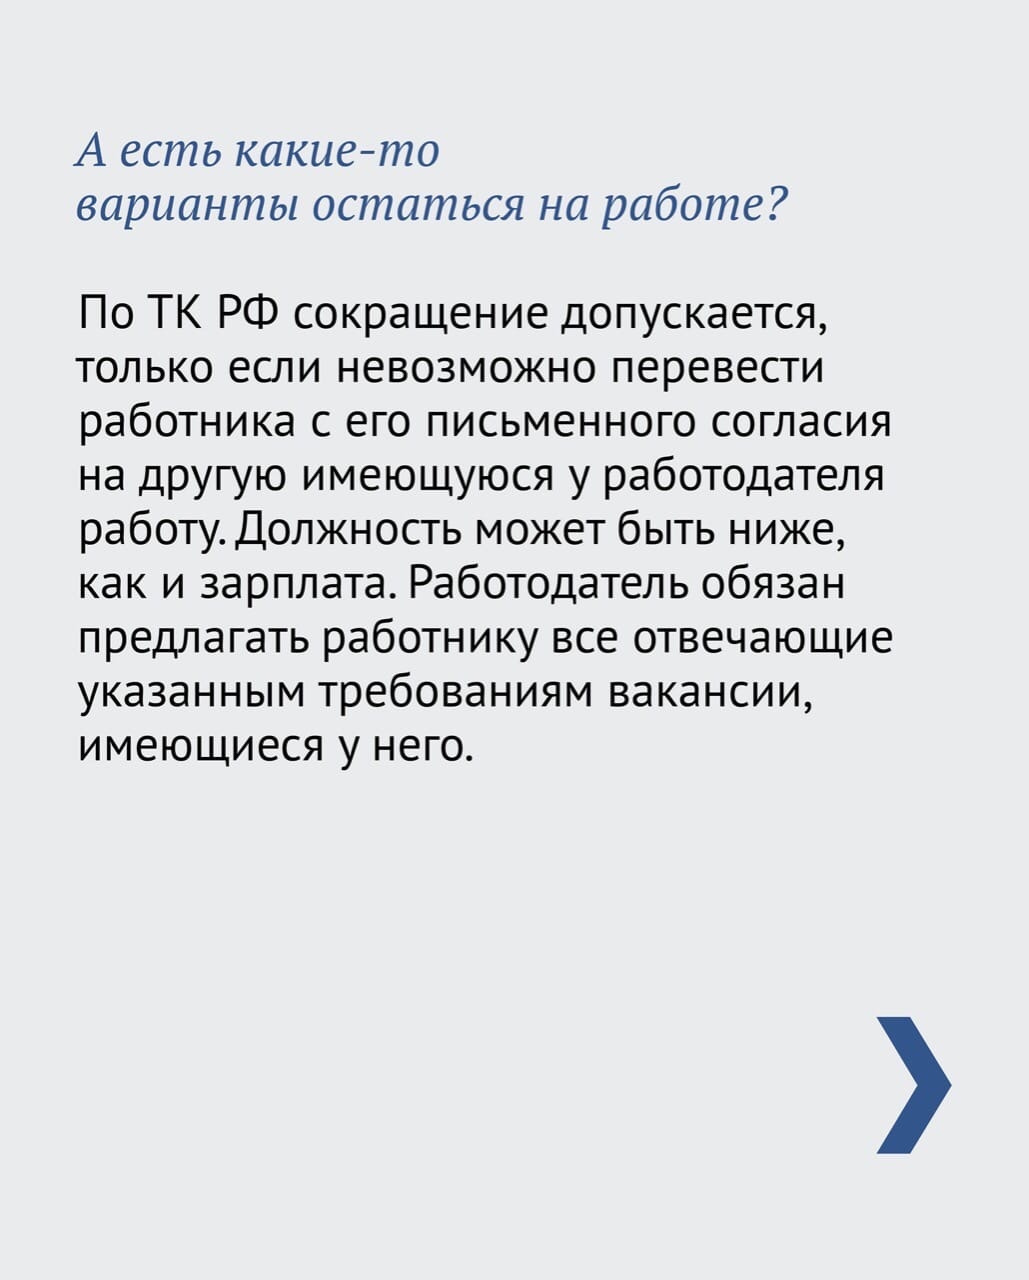 А есть какие-то
варианты остаться на работе?
По ТК РФ сокращение допускается,
только если невозможно перевести
работника с его письменного согласия
на другую имеющуюся у работодателя
работу. Должность может быть ниже,
как и зарплата. Работодатель обязан
предлагать работнику все отвечающие
указанным требованиям вакансии,
имеющиеся у него.